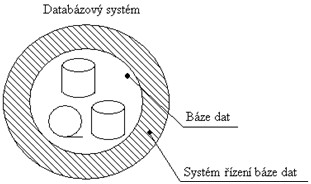 Databázový systém
Báze dat
Systém řízení báze dat